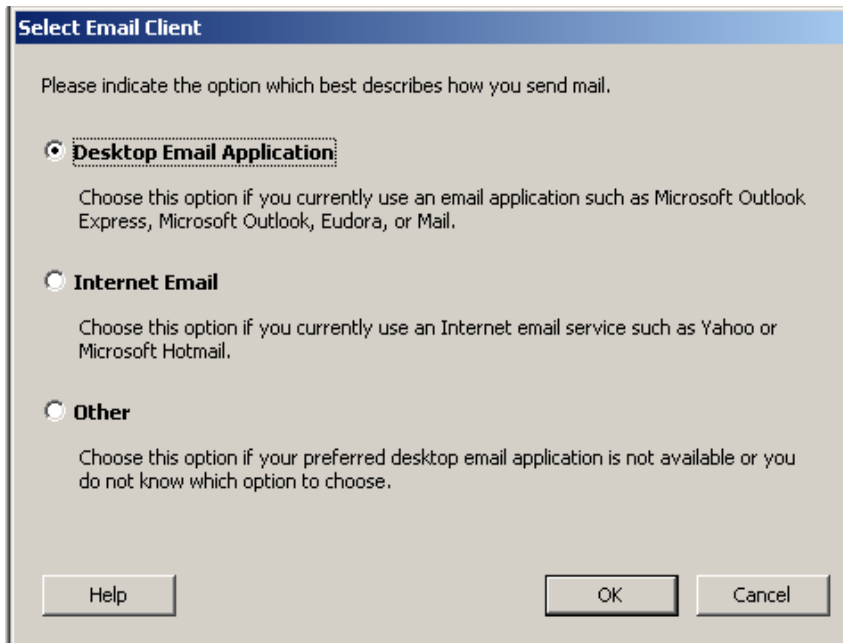 Select Email Client
Please indicate the option which best describes how you send mail.
Desktop Email Application
Choose this option if you currently use an email application such as Microsoft Outlook
Express, Microsoft Outlook, Eudora, or Mail.
Internet Email
Choose this option if you currently use an Internet email service such as Yahoo or
Microsoft Hotmail.
Other
Choose this option if your preferred desktop email application is not available or you
do not know which option to choose.
Help OK Cancel